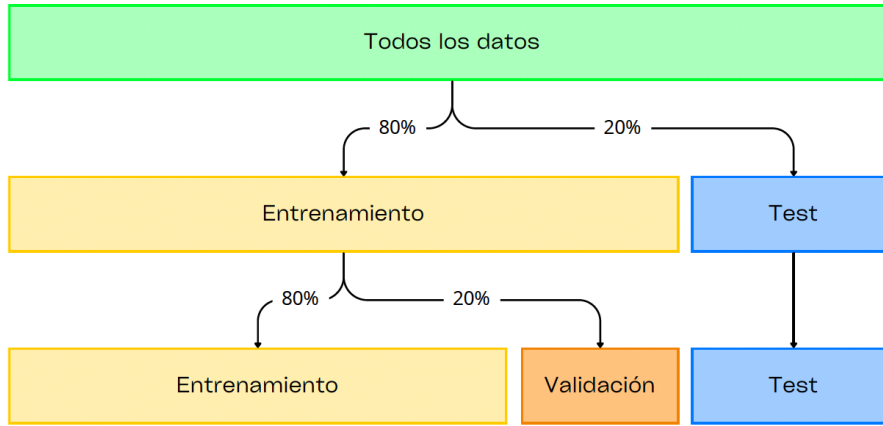 Todos los datos
80%
20%
Entrenamiento
Test
80%
20%
Entrenamiento
Validación
Test